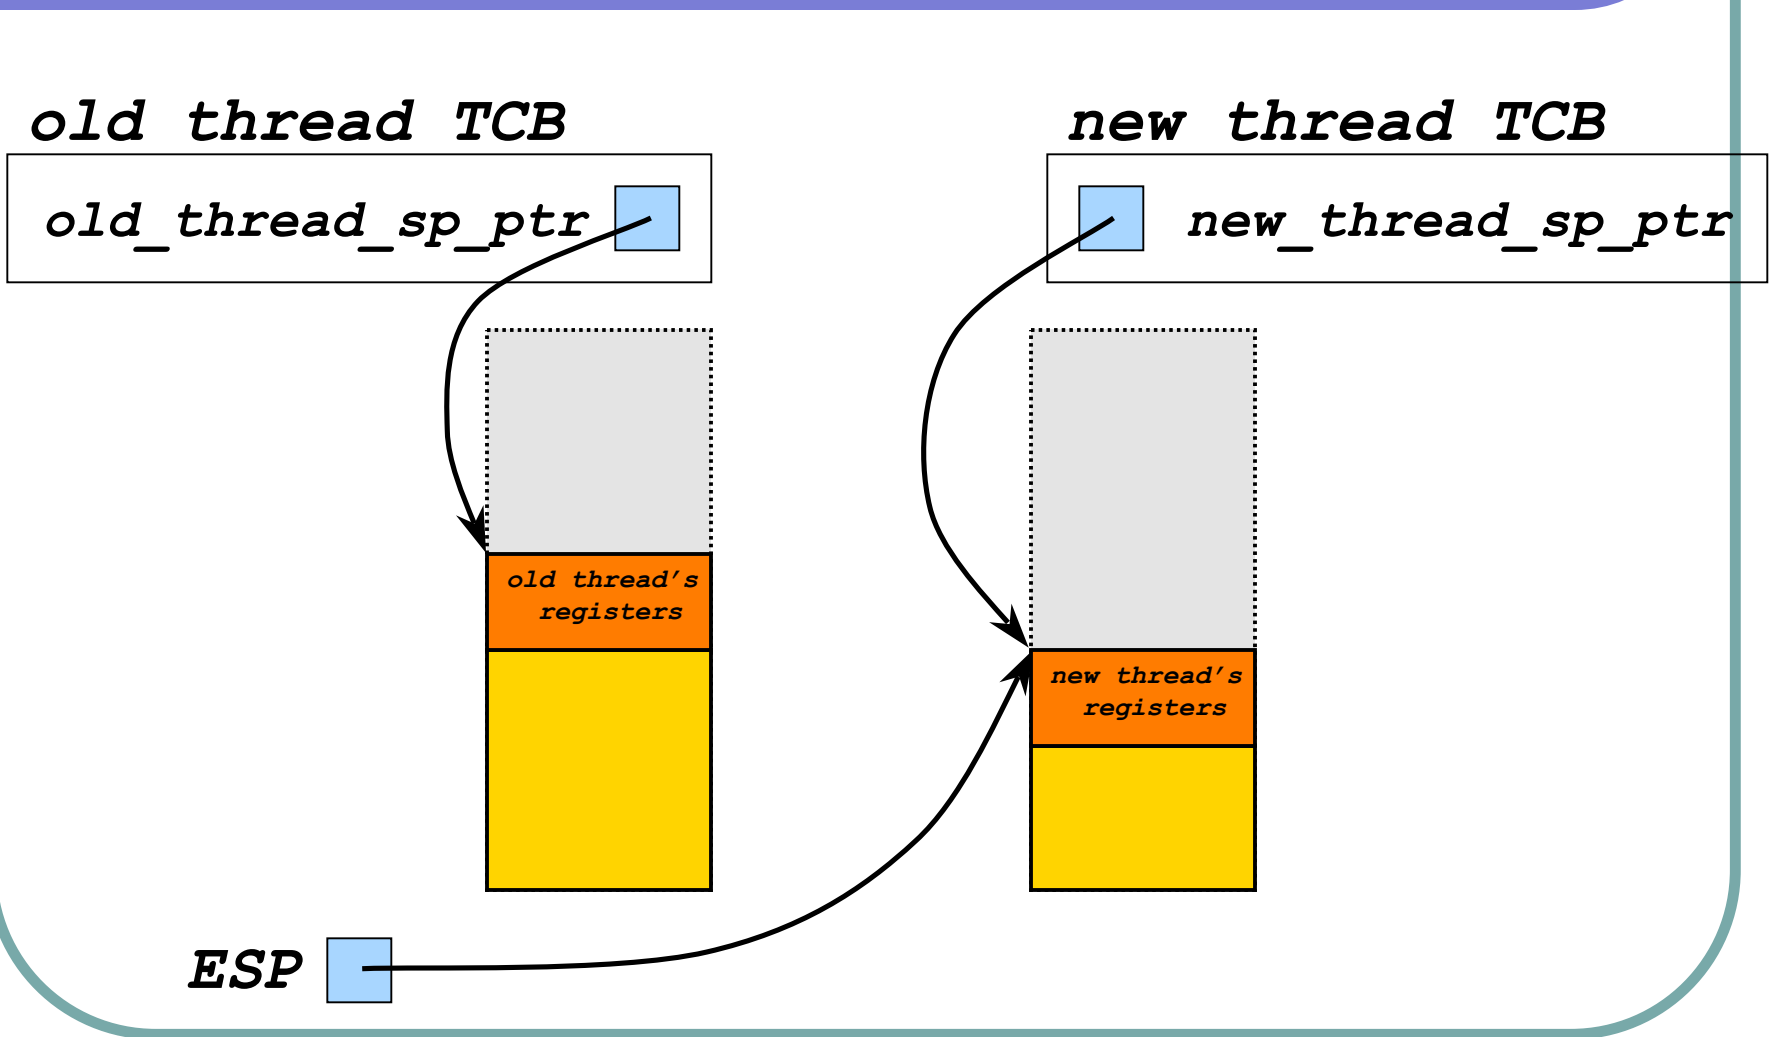 old thread TCB
new thread TCB
old_thread_sp_ptr
new_thread_sp_ptr
old thread’s
registers
new thread’s
registers
ESP